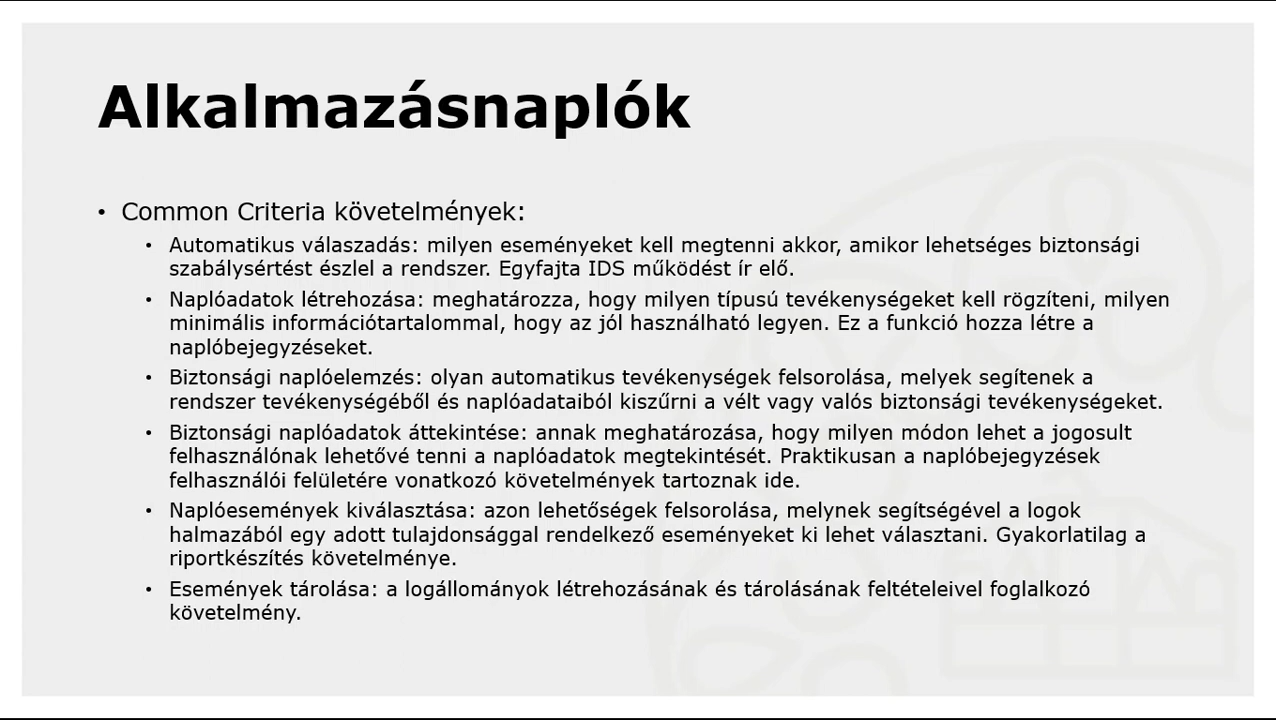 Alkalmazásnaplók
• Common Criteria követelmények:
• Automatikus válaszadás: milyen eseményeket kell megtenni akkor, amikor lehetséges biztonsági
szabálysértést észlel a rendszer. Egyfajta IDS működést ír elő.
• Naplóadatok létrehozása: meghatározza, hogy milyen típusú tevékenységeket kell rögzíteni, milyen
minimális információtartalommal, hogy az jól használható legyen. Ez a funkció hozza létre a
naplóbejegyzéseket.
• Biztonsági naplóelemzés: olyan automatikus tevékenységek felsorolása, melyek segítenek a
rendszer tevékenységéből és naplóadataiból kiszűrni a vélt vagy valós biztonsági tevékenységeket.
• Biztonsági naplóadatok áttekintése: annak meghatározása, hogy milyen módon lehet a jogosult
felhasználónak lehetővé tenni a naplóadatok megtekintését. Praktikusan a naplóbejegyzések
felhasználói felületére vonatkozó követelmények tartoznak ide.
• Naplóesemények kiválasztása: azon lehetőségek felsorolása, melynek segítségével a logok
halmazából egy adott tulajdonsággal rendelkező eseményeket ki lehet választani. Gyakorlatilag a
riportkészítés követelménye.
• Események tárolása: a logállományok létrehozásának és tárolásának feltételeivel foglalkozó
követelmény.